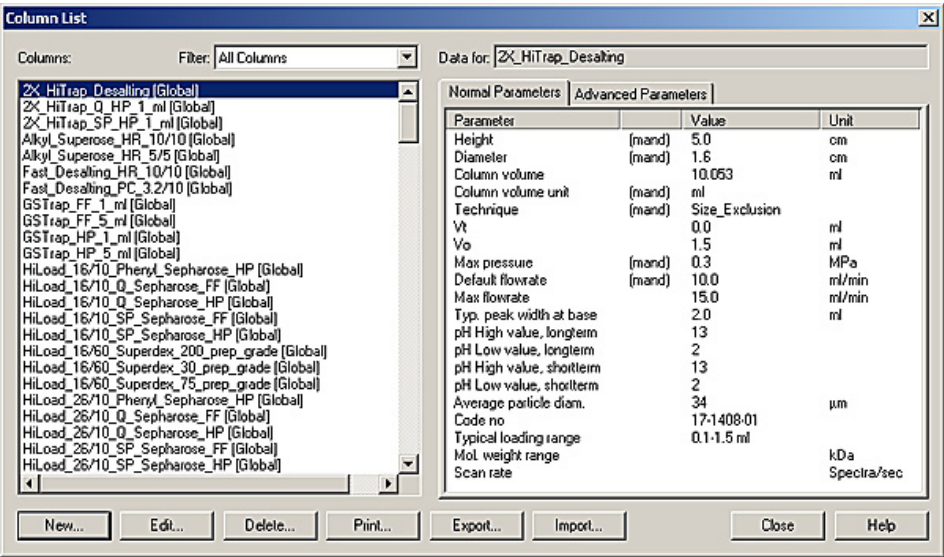 Column List
Columns: Filter: All Columns
2X_HiTrap_Desalting (Global)
2X_HiTrap_Q_HP_1_ml (Global)
2X_HiTrap_SP_HP_1_ml (Global)
Alkyl_Superose_HR_10/10 (Global)
Alkyl_Superose_HR_5/5 (Global)
Fast_Desalting_HR_10/10 (Global)
Fast_Desalting_PC_3.2/10 (Global)
GSTrap_FF_1_ml (Global)
GSTrap_FF_5_ml (Global)
GSTrap_HP_1_ml (Global)
GSTrap_HP_5_ml (Global)
HiLoad_16/10_Phenyl_Sepharose_HP (Global)
HiLoad_16/10_Q_Sepharose_FF (Global)
HiLoad_16/10_Q_Sepharose_HP (Global)
HiLoad_16/10_SP_Sepharose_FF (Global)
HiLoad_16/10_SP_Sepharose_HP (Global)
HiLoad_16/60_Superdex_200_prep_grade (Global)
HiLoad_16/60_Superdex_30_prep_grade (Global)
HiLoad_16/60_Superdex_75_prep_grade (Global)
HiLoad_26/10_Phenyl_Sepharose_HP (Global)
HiLoad_26/10_Q_Sepharose_FF (Global)
HiLoad_26/10_Q_Sepharose_HP (Global)
HiLoad_26/10_SP_Sepharose_FF (Global)
HiLoad_26/10_SP_Sepharose_HP (Global)
Data for: 2X_HiTrap_Desalting
Normal Parameters Advanced Parameters
Parameter Value Unit
Height (mand) 5.0 cm
Diameter (mand) 1.6 cm
Column volume 10.053 ml
Column volume unit (mand) ml
Technique (mand) Size_Exclusion
Vt 0.0 ml
Vo 1.5 ml
Max pressure (mand) 0.3 MPa
Default flowrate (mand) 10.0 ml/min
Max flowrate 15.0 ml/min
Typ. peak width at base 2.0 ml
pH High value, longterm 13
pH Low value, longterm 2
pH High value, shortterm 13
pH Low value, shortterm 2
Average particle diam. 34 µm
Code no 17-1408-01
Typical loading range 0.1-1.5 ml
Mol. weight range kDa
Scan rate Spectra/sec
New... Edit... Delete... Print... Export... Import... Close Help